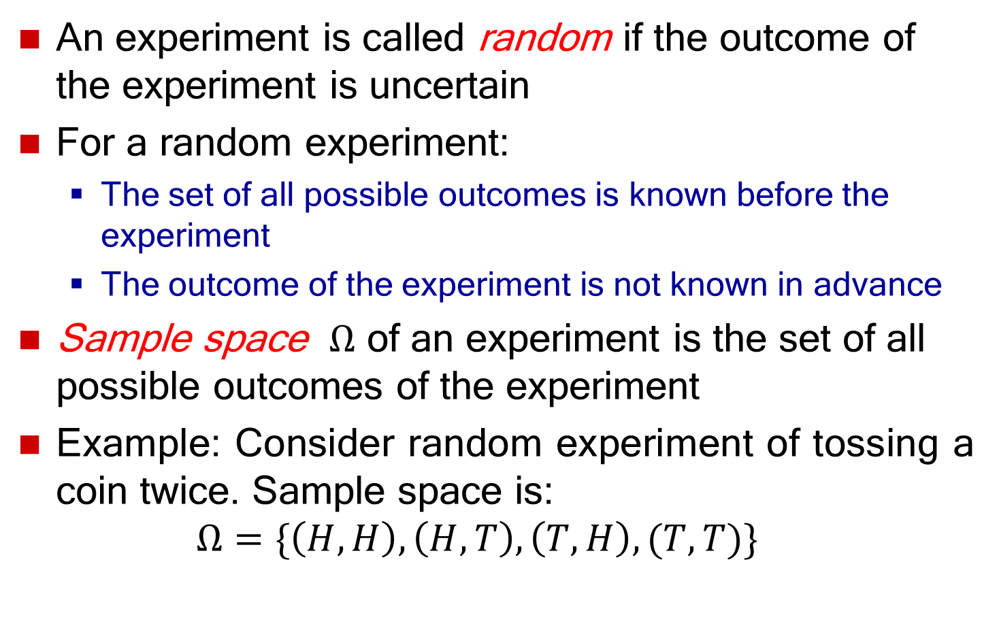 ■ An experiment is called random if the outcome of
the experiment is uncertain
■ For a random experiment:
▪ The set of all possible outcomes is known before the
experiment
▪ The outcome of the experiment is not known in advance
■ Sample space Ω of an experiment is the set of all
possible outcomes of the experiment
■ Example: Consider random experiment of tossing a
coin twice. Sample space is:
Ω = {(H, H), (H, T), (T, H), (T, T)}